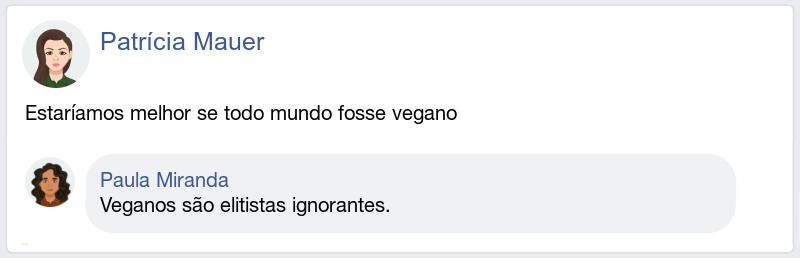 Patrícia Mauer
Estaríamos melhor se todo mundo fosse vegano
Paula Miranda
Veganos são elitistas ignorantes.